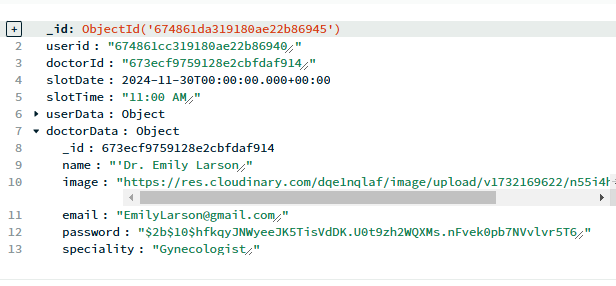 _id: ObjectId('674861da319180ae22b86945')
2 userid : "674861cc319180ae22b86940"
3 doctorId : "673ecf9759128e2cbfdaf914"
4 slotDate : 2024-11-30T00:00:00.000+00:00
5 slotTime : "11:00 AM"
6 userData : Object
7 doctorData : Object
8 _id : 673ecf9759128e2cbfdaf914
9 name : "'Dr. Emily Larson"
10 image : "https://res.cloudinary.com/dqe1nqlaf/image/upload/v1732169622/n55i4h
11 email : "EmilyLarson@gmail.com"
12 password : "$2b$10$hfkqyJNWyeeJK5TisVdDK.U0t9zh2WQXMs.nFvek0pb7NVvlvr5T6"
13 speciality : "Gynecologist"